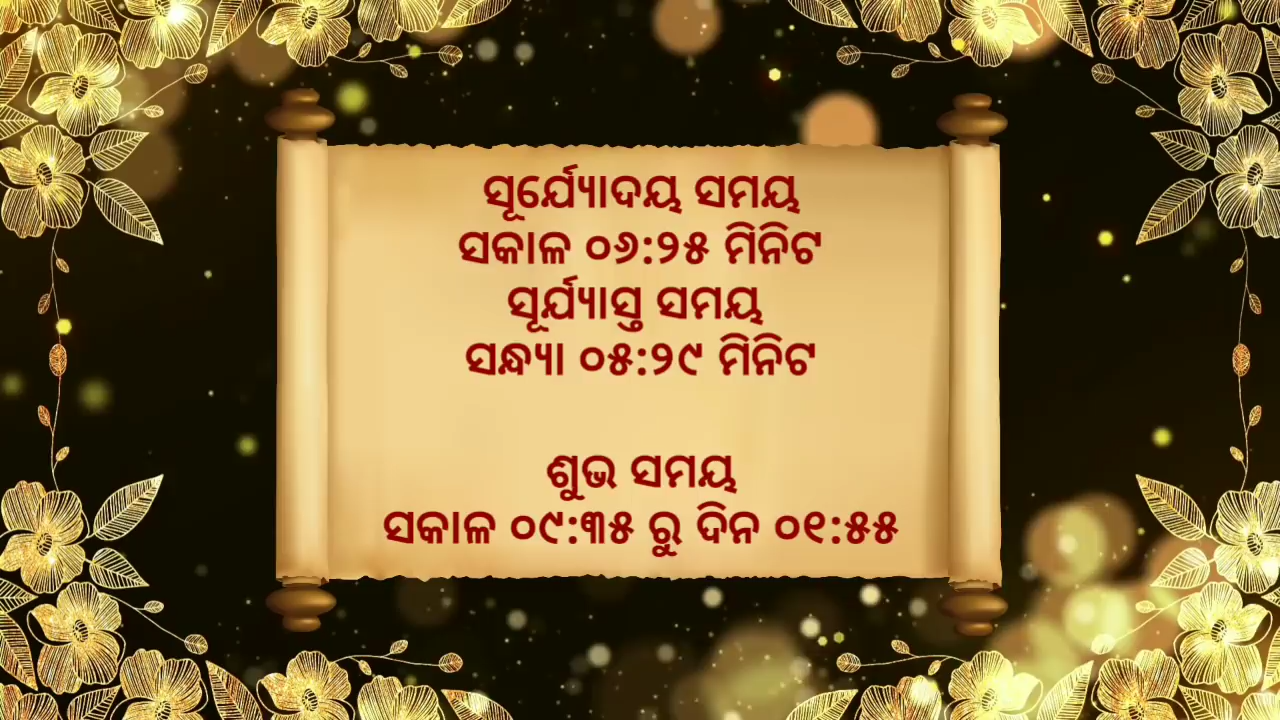 ସୂର୍ଯ୍ୟୋଦୟ ସମୟ
ସକାଳ ୦୬:୨୫ ମିନିଟ
ସୂର୍ଯ୍ୟାସ୍ତ ସମୟ
ସନ୍ଧ୍ୟା ୦୫:୨୯ ମିନିଟ
ଶୁଭ ସମୟ
ସକାଳ ୦୯:୩୫ ରୁ ଦିନ ୦୧:୫୫